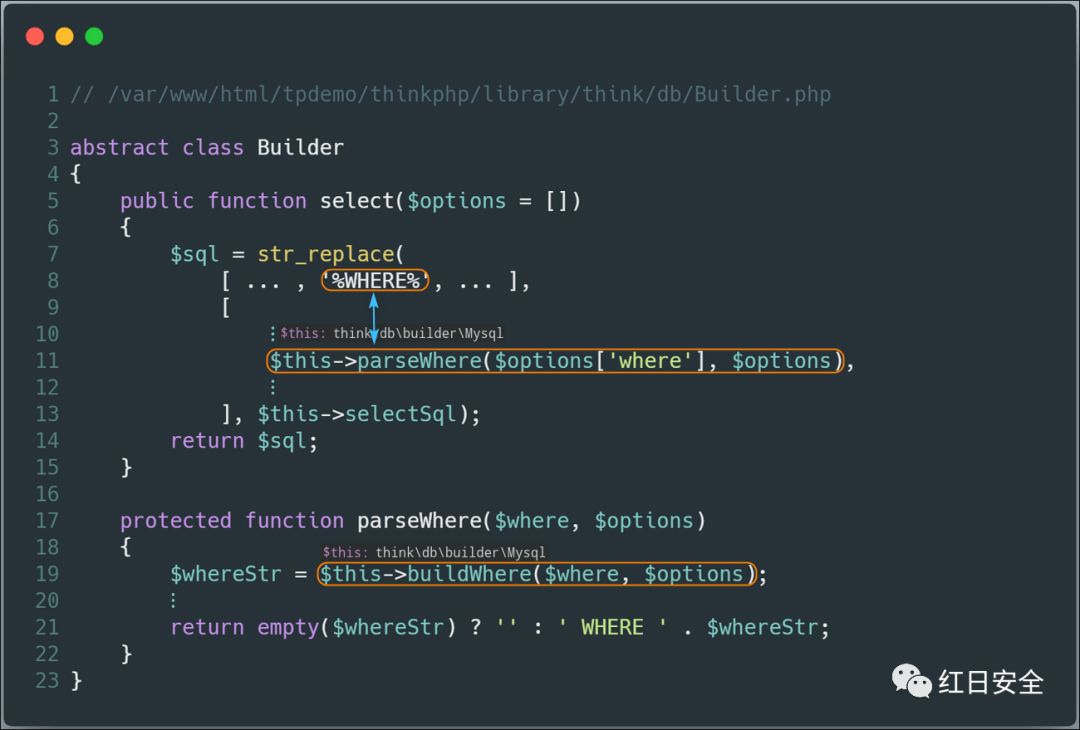 1 // /var/www/html/tpdemo/thinkphp/library/think/db/Builder.php
2
3 abstract class Builder
4 {
5     public function select($options = [])
6     {
7         $sql = str_replace(
8             [ ... , '%WHERE%', ... ],
9             [
10                 ⋮ $this: think\db\builder\Mysql
11                 $this->parseWhere($options['where'], $options),
12                 ⋮
13             ], $this->selectSql);
14         return $sql;
15     }
16
17     protected function parseWhere($where, $options)
18     {
$this: think\db\builder\Mysql
19         $whereStr = $this->buildWhere($where, $options);
20         ⋮
21         return empty($whereStr) ? '' : ' WHERE ' . $whereStr;
22     }
23 }
红日安全